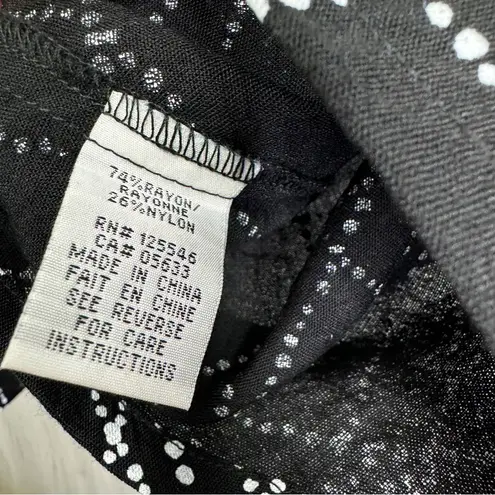 74%RAYON/
RAYONNE
26%NYLON
RN# 125546
CA# 05633
MADE IN CHINA
FAIT EN CHINE
SEE REVERSE
FOR CARE
INSTRUCTIONS